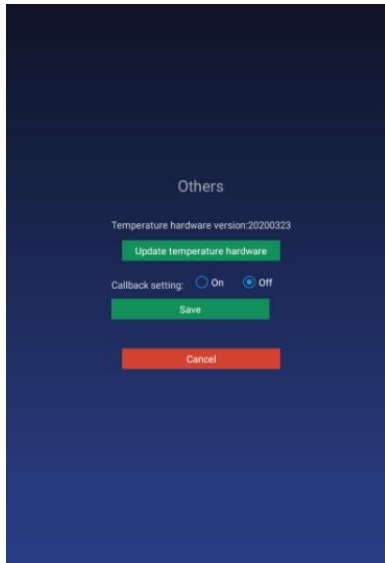 Others
Temperature hardware version:20200323
Update temperature hardware
Callback setting: On Off
Save
Cancel